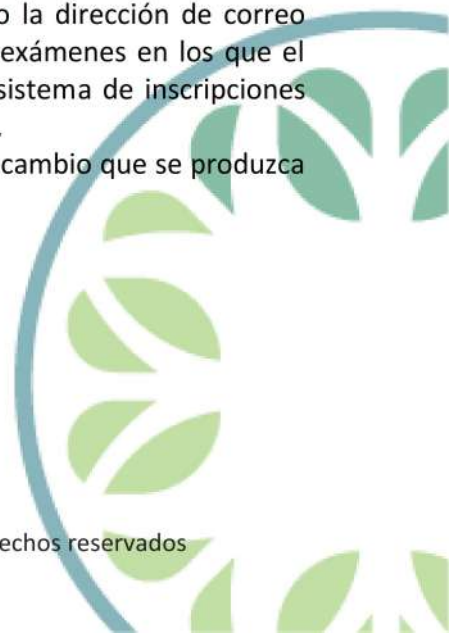 o la dirección de correo
exámenes en los que el
sistema de inscripciones
cambio que se produzca
echos reservados